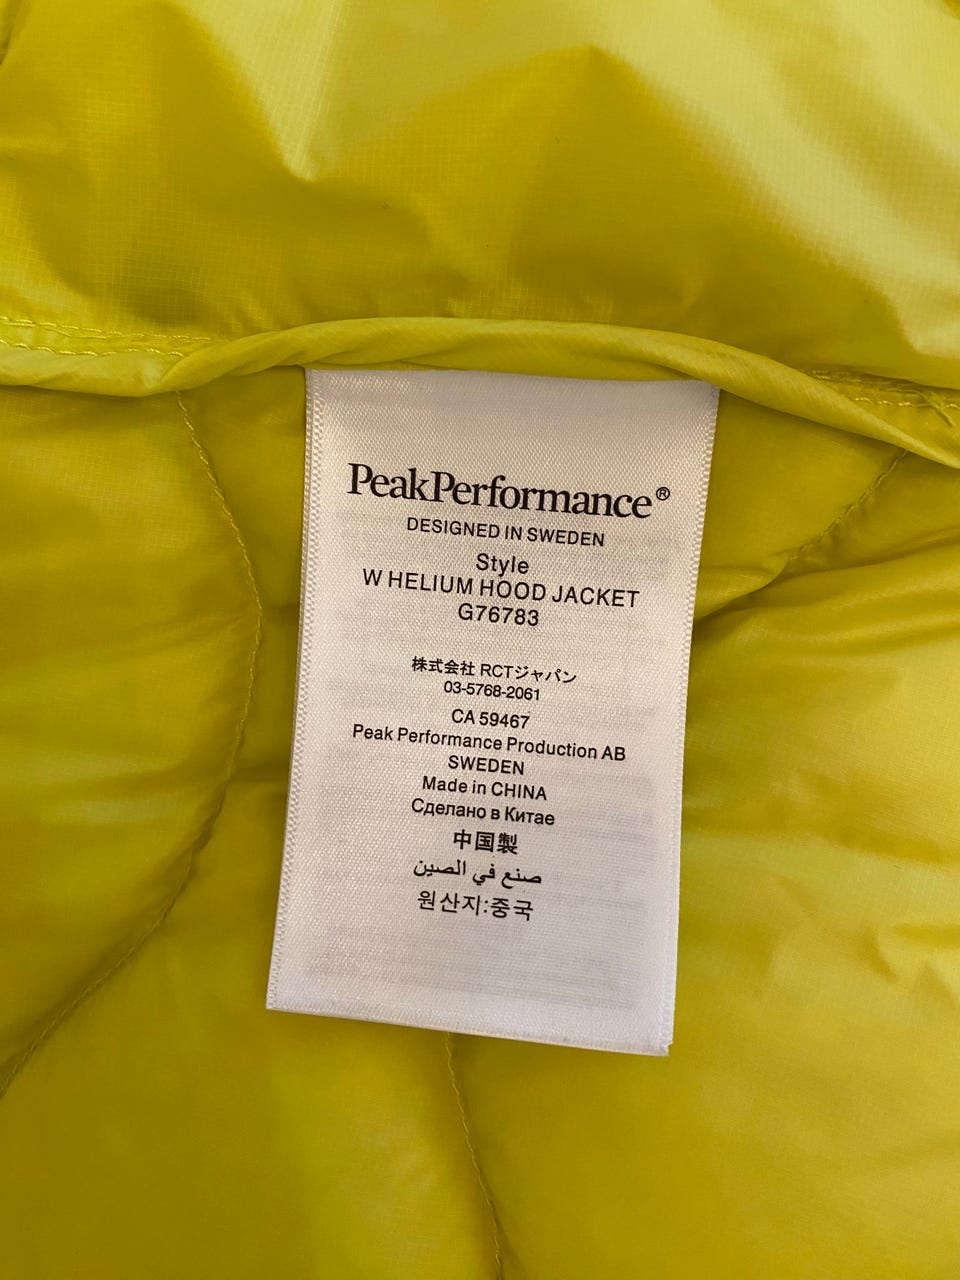 PeakPerformance®
DESIGNED IN SWEDEN
Style
W HELIUM HOOD JACKET
G76783
株式会社 RCTジャパン
03-5768-2061
CA 59467
Peak Performance Production AB
SWEDEN
Made in CHINA
Сделано в Китае
中国製
صنع في الصين
원산지:중국